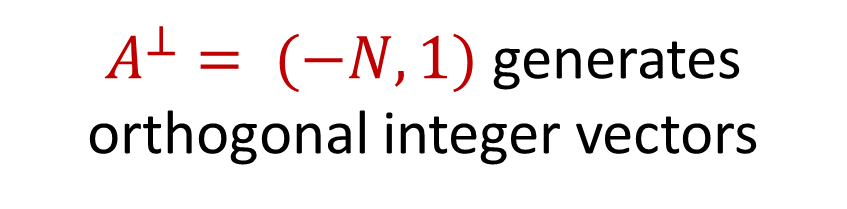 A⊥ = (−N, 1) generates
orthogonal integer vectors